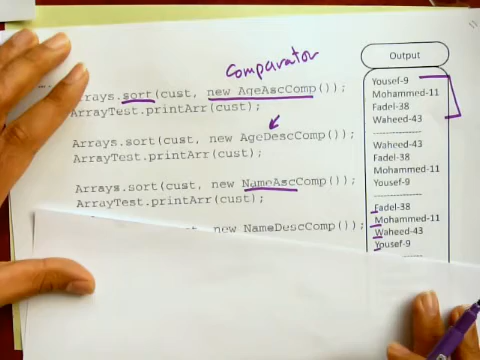 comparator
rrays.sort(cust, new AgeAscComp());
ArrayTest.printArr(cust);
Arrays.sort(cust, new AgeDescComp());
ArrayTest.printArr(cust);
Arrays.sort(cust, new NameAscComp());
ArrayTest.printArr(cust);
new NameDescComp());
Output
Yousef-9
Mohammed-11
Fadel-38
Waheed-43
--------------
Waheed-43
Fadel-38
Mohammed-11
Yousef-9
--------------
Fadel-38
Mohammed-11
Waheed-43
Yousef-9
--------------